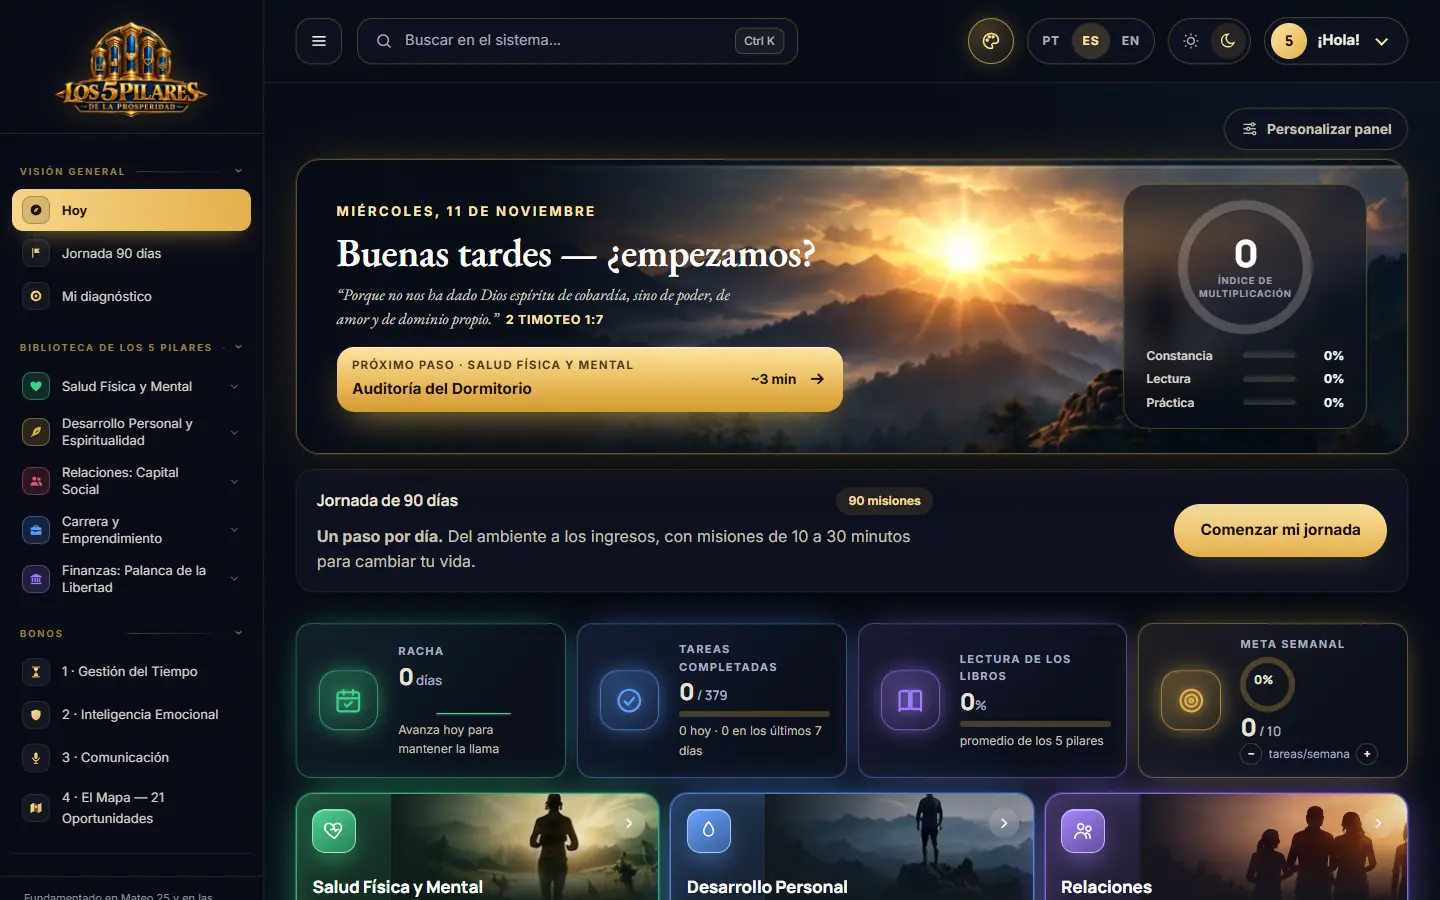 LOS 5 PILARES
DE LA PROSPERIDAD
Buscar en el sistema...
Ctrl K
PT
ES
EN
5
¡Hola!
Personalizar panel
VISIÓN GENERAL
Hoy
Jornada 90 días
Mi diagnóstico
BIBLIOTECA DE LOS 5 PILARES
Salud Física y Mental
Desarrollo Personal y
Espiritualidad
Relaciones: Capital
Social
Carrera y
Emprendimiento
Finanzas: Palanca de la
Libertad
BONOS
1 · Gestión del Tiempo
2 · Inteligencia Emocional
3 · Comunicación
4 · El Mapa — 21
Oportunidades
Fundamentado en Mateo 25 y en las
MIÉRCOLES, 11 DE NOVIEMBRE
Buenas tardes — ¿empezamos?
“Porque no nos ha dado Dios espíritu de cobardía, sino de poder, de
amor y de dominio propio.” 2 TIMOTEO 1:7
PRÓXIMO PASO · SALUD FÍSICA Y MENTAL
Auditoría del Dormitorio
~3 min
0
ÍNDICE DE
MULTIPLICACIÓN
Constancia 0%
Lectura 0%
Práctica 0%
Jornada de 90 días
90 misiones
Un paso por día. Del ambiente a los ingresos, con misiones de 10 a 30 minutos
para cambiar tu vida.
Comenzar mi jornada
RACHA
0 días
Avanza hoy para
mantener la llama
TAREAS
COMPLETADAS
0 / 379
0 hoy · 0 en los últimos 7
días
LECTURA DE LOS
LIBROS
0%
promedio de los 5 pilares
META SEMANAL
0%
0 / 10
− tareas/semana +
Salud Física y Mental
Desarrollo Personal
Relaciones